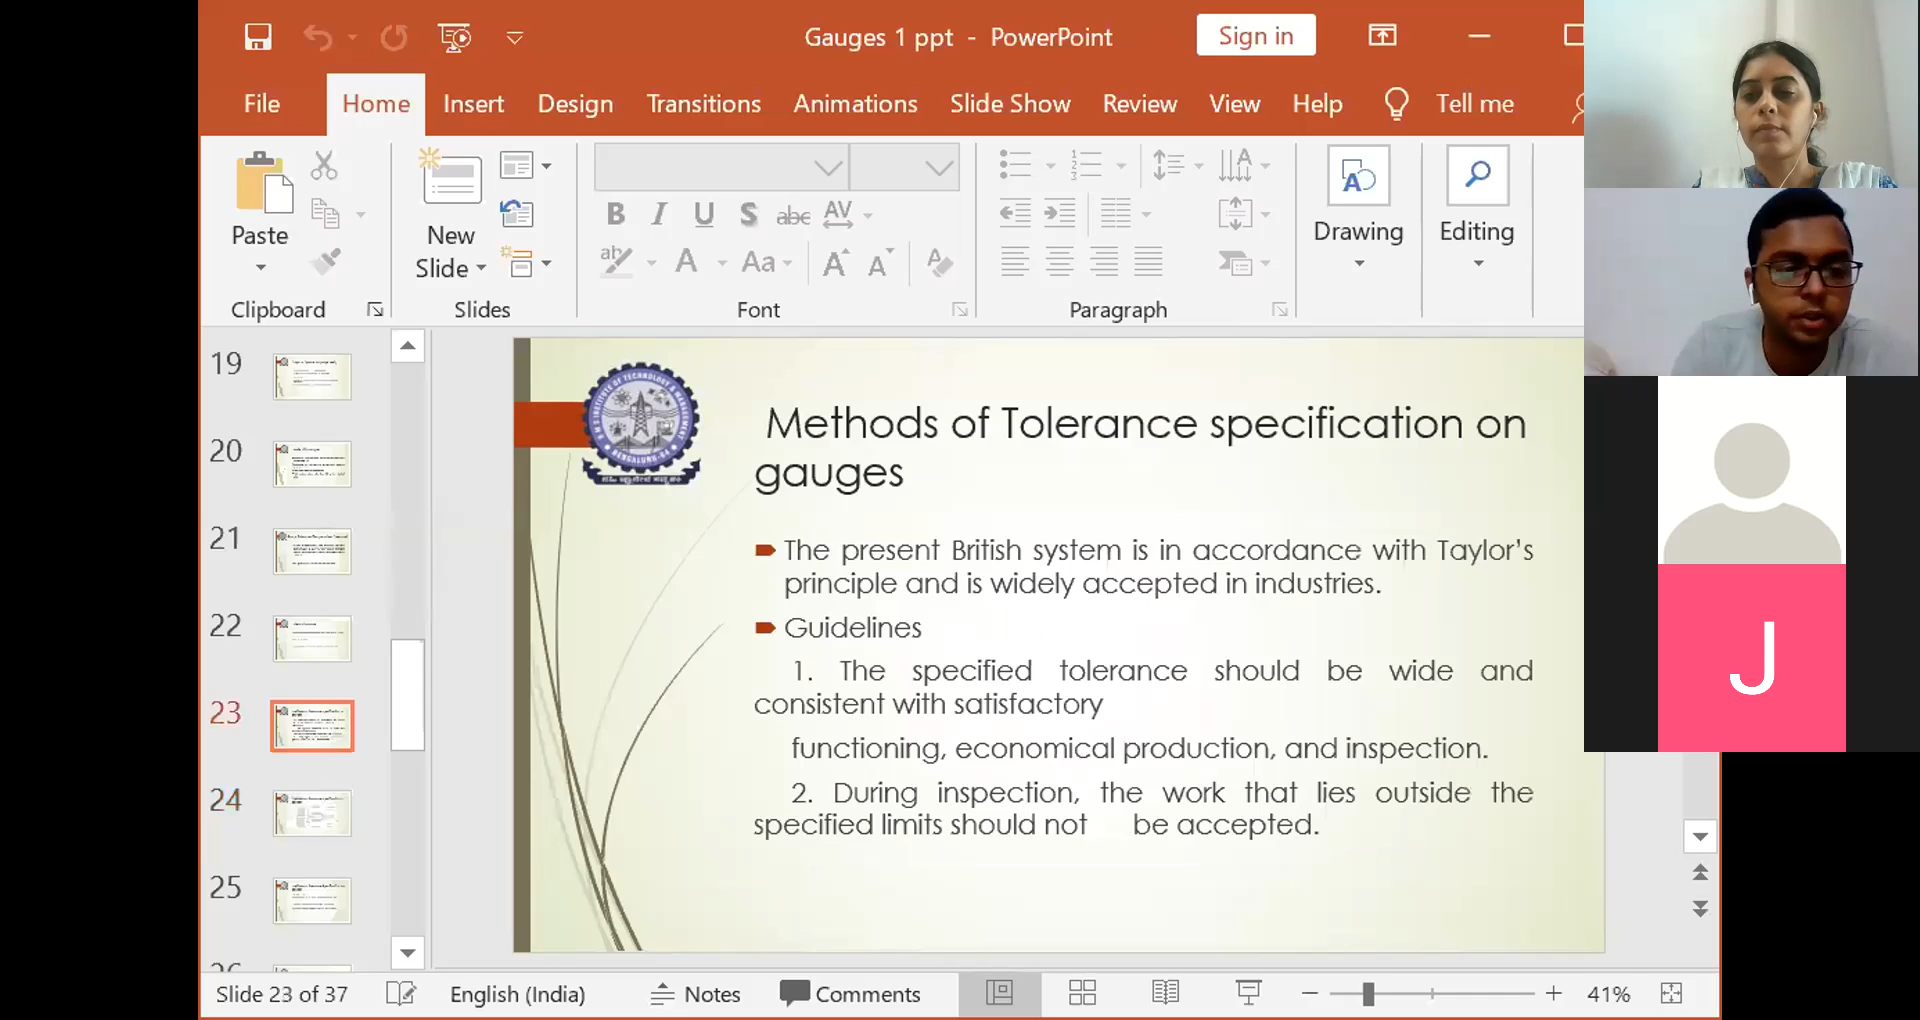 Gauges 1 ppt - PowerPoint
Sign in
File Home Insert Design Transitions Animations Slide Show Review View Help Tell me
Paste
New Slide
Drawing
Editing
Clipboard
Slides
Font
Paragraph
19
20
21
22
23
24
25
26
Methods of Tolerance specification on
gauges
The present British system is in accordance with Taylor's
principle and is widely accepted in industries.
Guidelines
1. The specified tolerance should be wide and
consistent with satisfactory
functioning, economical production, and inspection.
2. During inspection, the work that lies outside the
specified limits should not be accepted.
J
Slide 23 of 37 English (India) Notes Comments 41%